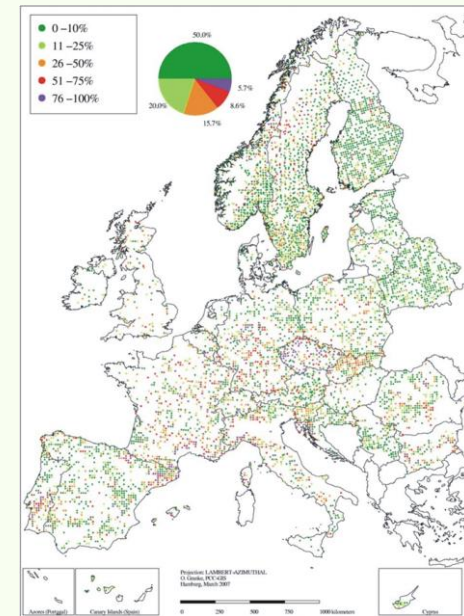 0 –10%
11 –25%
26 –50%
51 –75%
76 –100%
50.0%
5.7%
8.6%
15.7%
20.0%
Projection: LAMBERT-AZIMUTHAL
Hamburg, March 2007
0 250 500 750 1000 kilometers
Azores (Portugal)
Canary Islands (Spain)
Cyprus